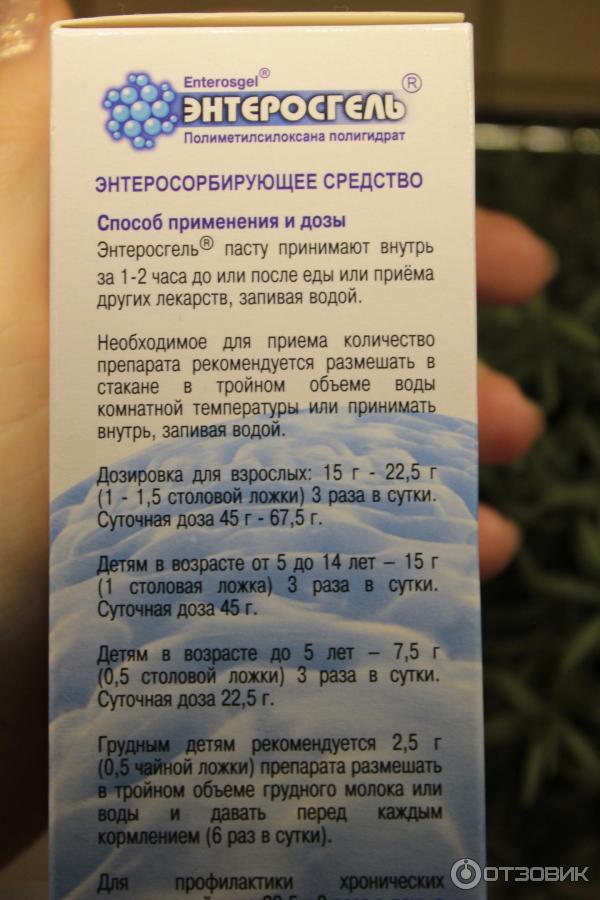 Enterosgel®
ЭНТЕРОСГЕЛЬ®
Полиметилсилоксана полигидрат
ЭНТЕРОСОРБИРУЮЩЕЕ СРЕДСТВО
Способ применения и дозы
Энтеросгель® пасту принимают внутрь
за 1-2 часа до или после еды или приёма
других лекарств, запивая водой.
Необходимое для приема количество
препарата рекомендуется размешать в
стакане в тройном объеме воды
комнатной температуры или принимать
внутрь, запивая водой.
Дозировка для взрослых: 15 г - 22,5 г
(1 - 1,5 столовой ложки) 3 раза в сутки.
Суточная доза 45 г - 67,5 г.
Детям в возрасте от 5 до 14 лет – 15 г
(1 столовая ложка) 3 раза в сутки.
Суточная доза 45 г.
Детям в возрасте до 5 лет – 7,5 г
(0,5 столовой ложки) 3 раза в сутки.
Суточная доза 22,5 г.
Грудным детям рекомендуется 2,5 г
(0,5 чайной ложки) препарата размешать
в тройном объеме грудного молока или
воды и давать перед каждым
кормлением (6 раз в сутки).
Для профилактики хронических
ОТЗОВИК